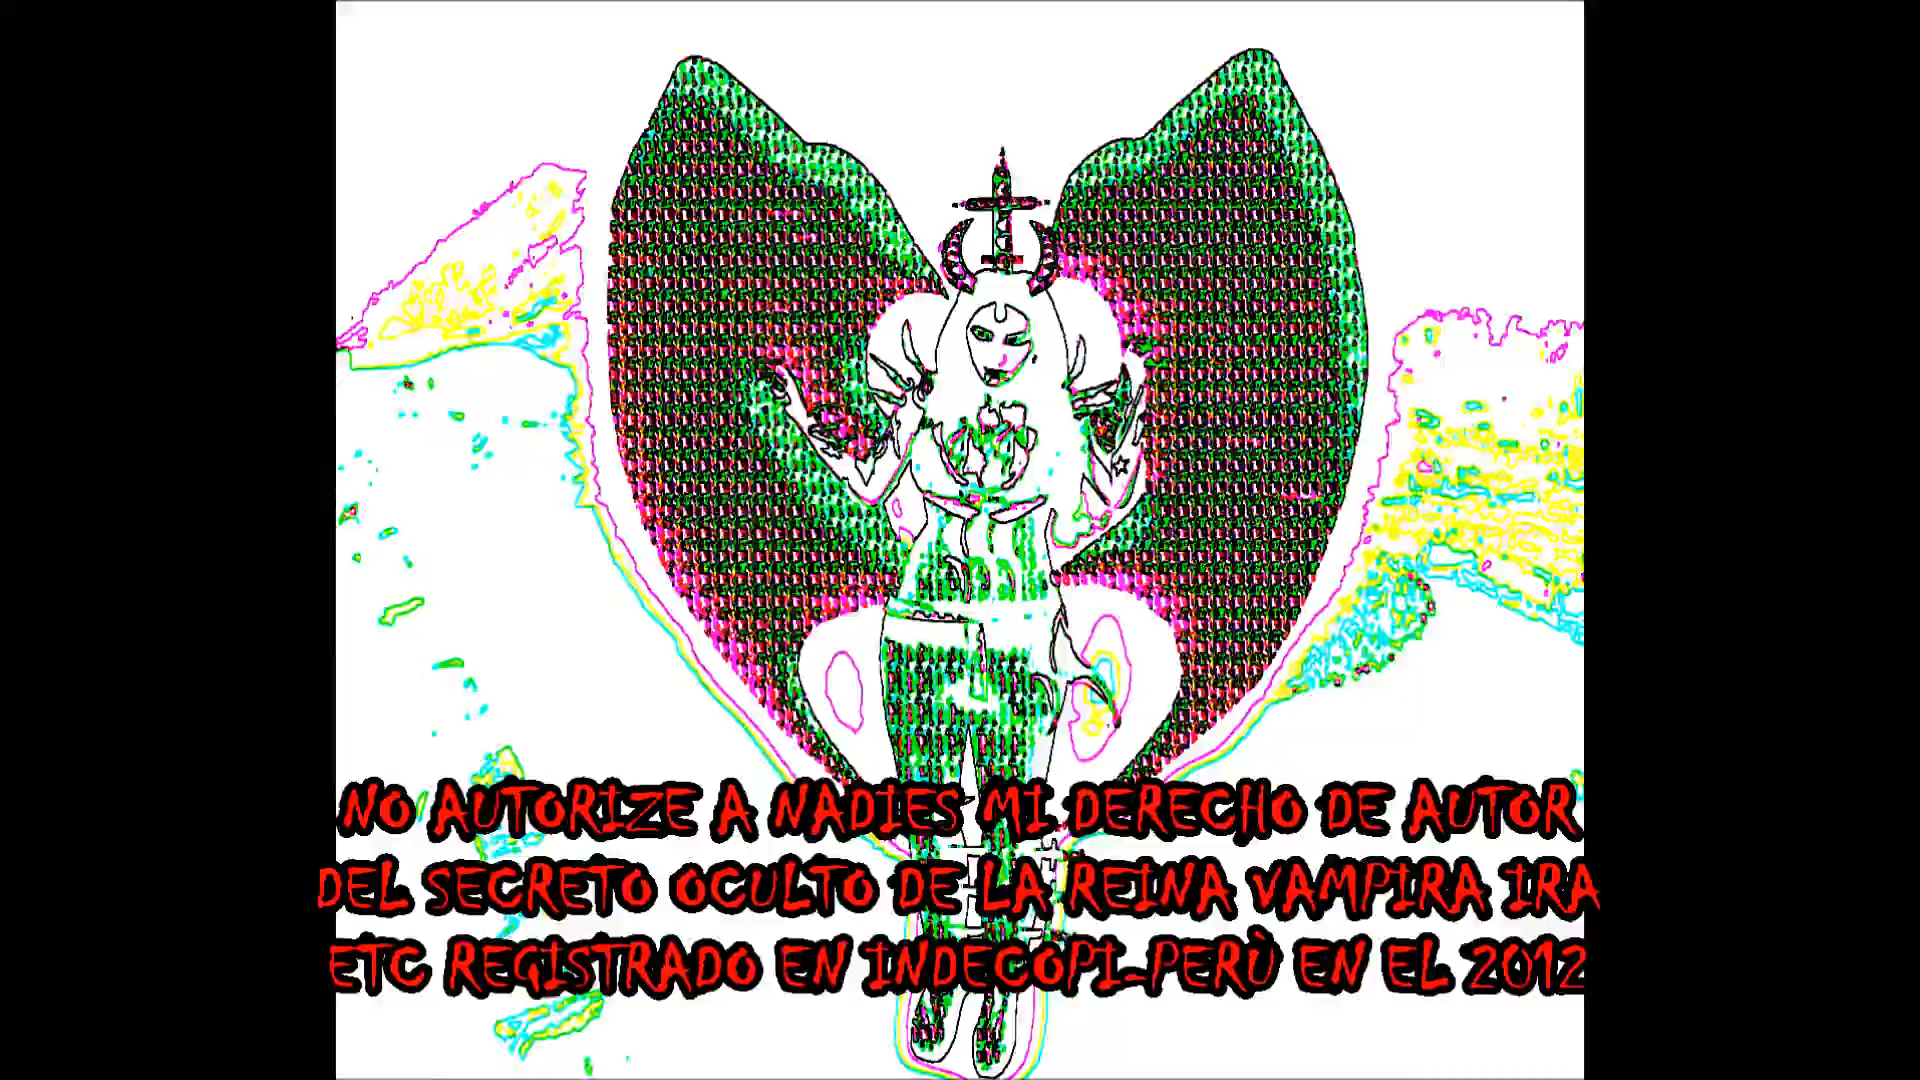 NO AUTORIZE A NADIES MI DERECHO DE AUTOR
DEL SECRETO OCULTO DE LA REINA VAMPIRA IRA
ETC REGISTRADO EN INDECOPI-PERÙ EN EL 2012